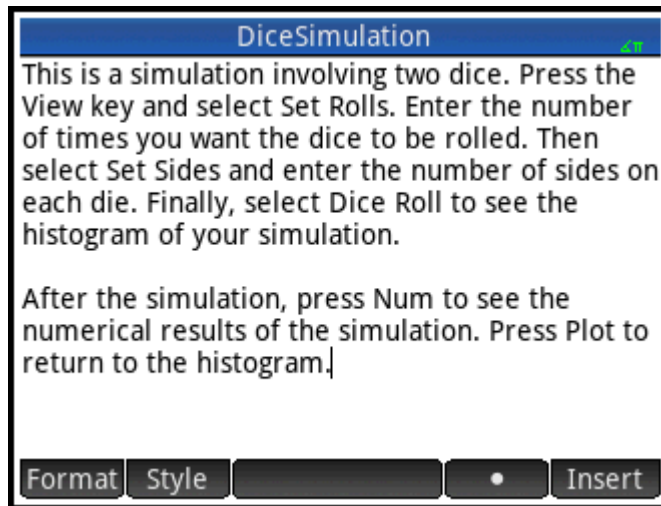 DiceSimulation
∡π
This is a simulation involving two dice. Press the
View key and select Set Rolls. Enter the number
of times you want the dice to be rolled. Then
select Set Sides and enter the number of sides on
each die. Finally, select Dice Roll to see the
histogram of your simulation.
After the simulation, press Num to see the
numerical results of the simulation. Press Plot to
return to the histogram.
Format Style • Insert